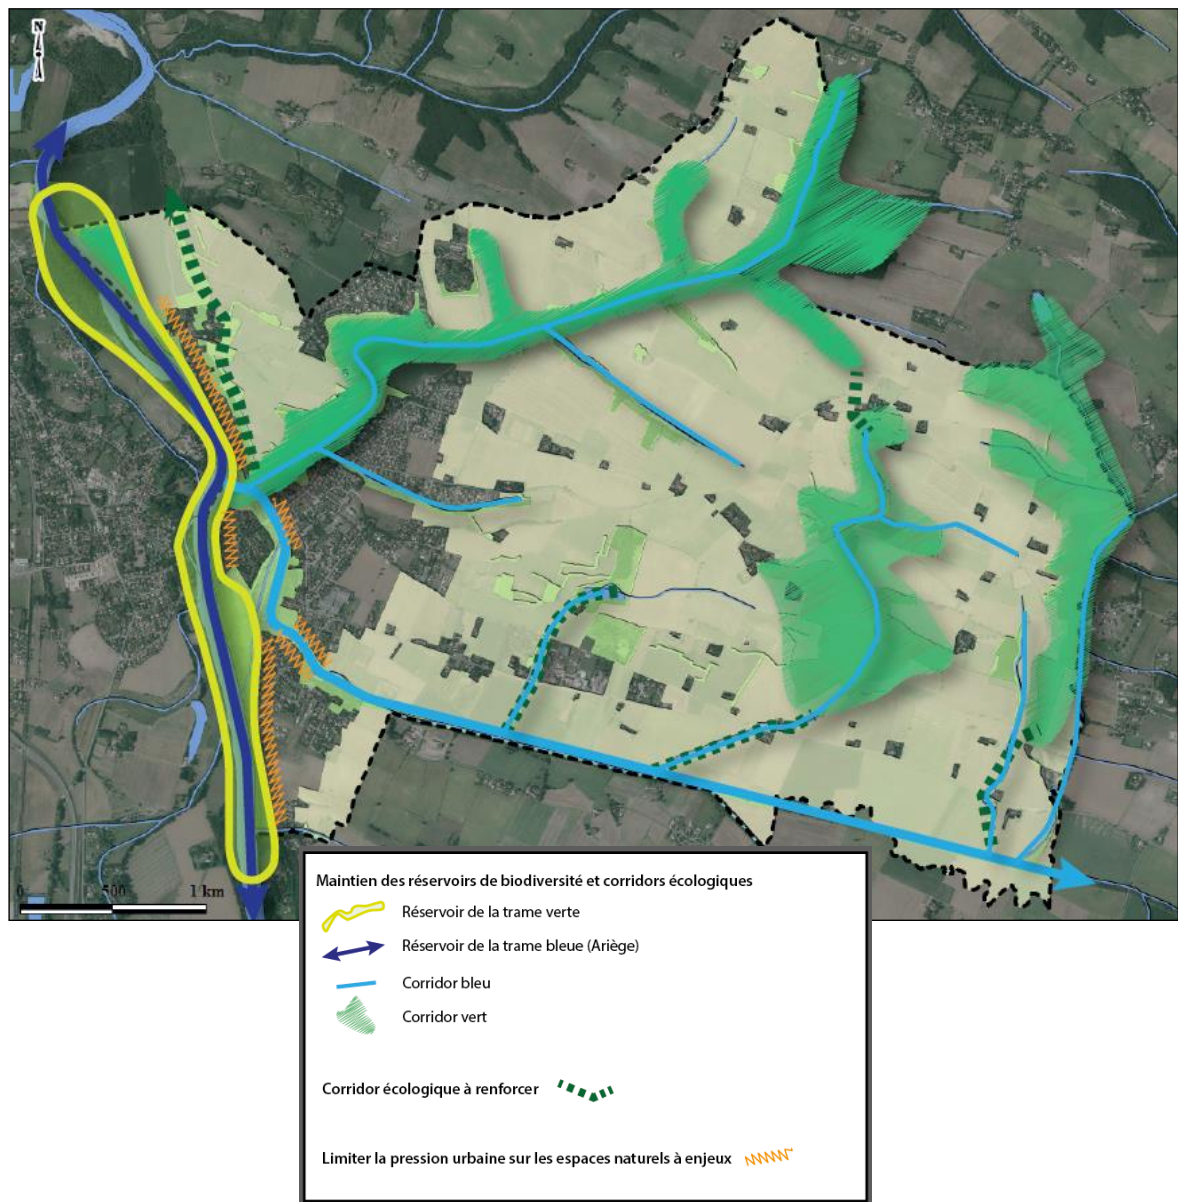 N
0 500 1 km
Maintien des réservoirs de biodiversité et corridors écologiques
Réservoir de la trame verte
Réservoir de la trame bleue (Ariège)
Corridor bleu
Corridor vert
Corridor écologique à renforcer
Limiter la pression urbaine sur les espaces naturels à enjeux